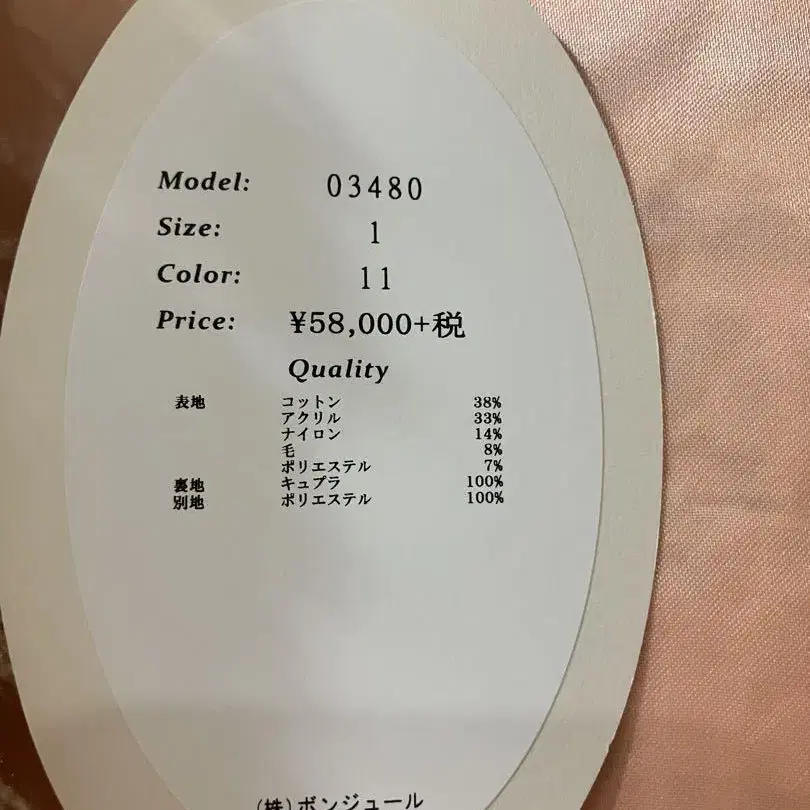 Model: 03480
Size: 1
Color: 11
Price: ¥58,000+税
Quality
表地 コットン 38%
アクリル 33%
ナイロン 14%
毛 8%
ポリエステル 7%
裏地 キュプラ 100%
別地 ポリエステル 100%
(株)ボンジュール